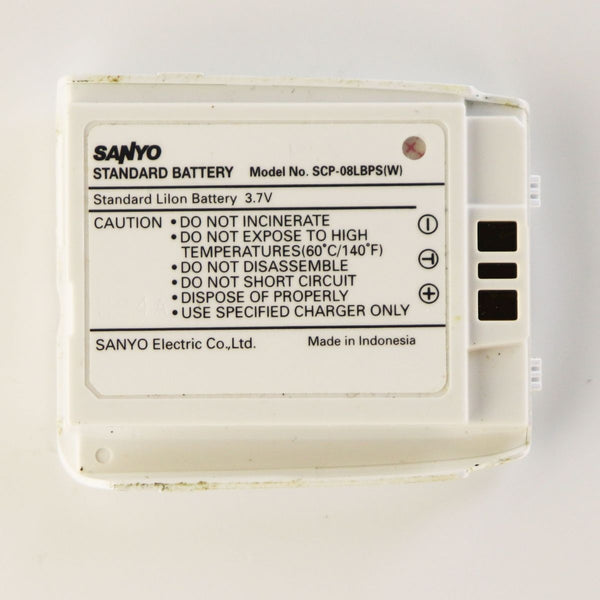 SANYO
STANDARD BATTERY Model No. SCP-08LBPS(W)
Standard LiIon Battery 3.7V
CAUTION • DO NOT INCINERATE
• DO NOT EXPOSE TO HIGH
TEMPERATURES(60°C/140°F)
• DO NOT DISASSEMBLE
• DO NOT SHORT CIRCUIT
• DISPOSE OF PROPERLY
• USE SPECIFIED CHARGER ONLY
− 
T
+
SANYO Electric Co.,Ltd. Made in Indonesia